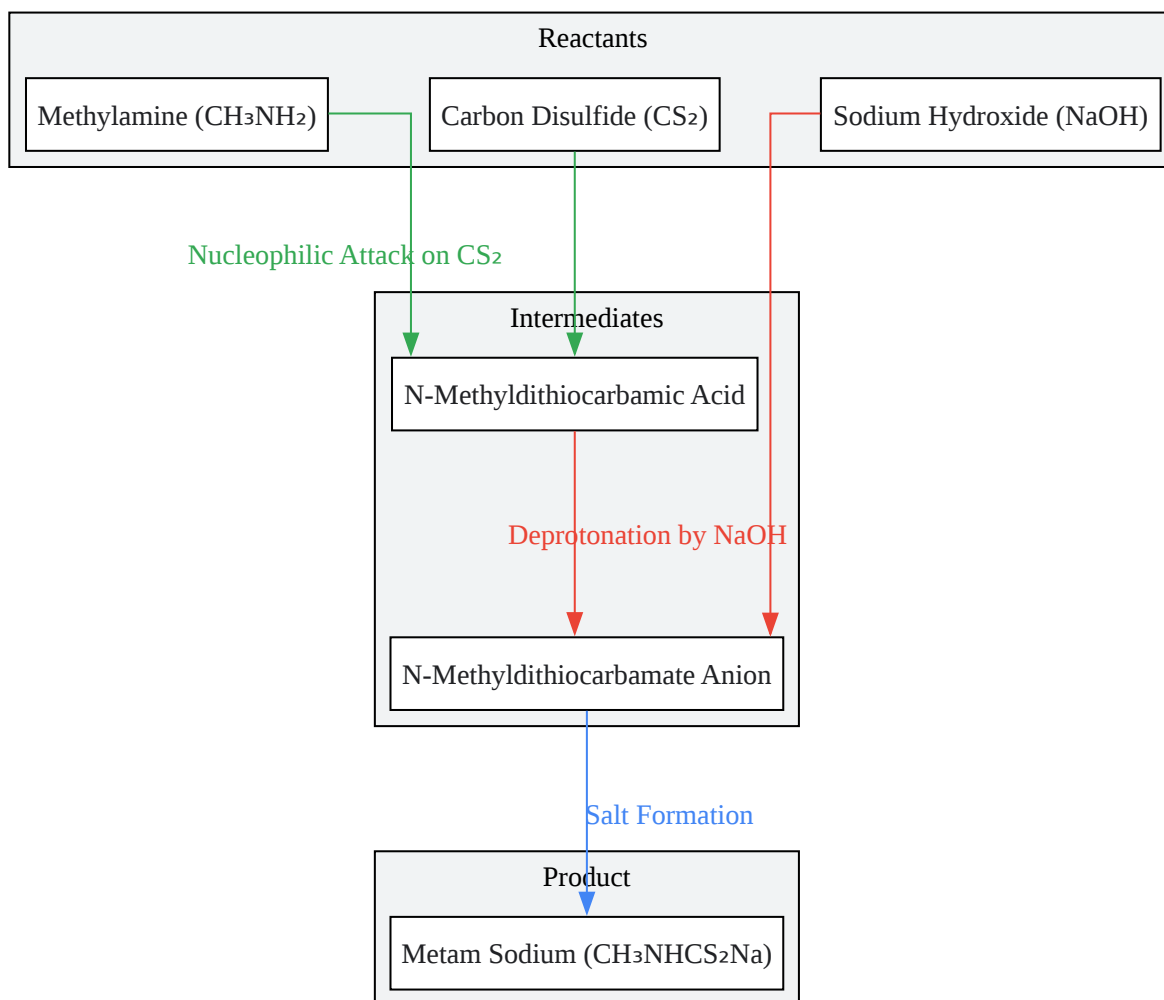 Reactants
Methylamine (CH₃NH₂)
Carbon Disulfide (CS₂)
Sodium Hydroxide (NaOH)
Nucleophilic Attack on CS₂
Intermediates
N-Methyldithiocarbamic Acid
Deprotonation by NaOH
N-Methyldithiocarbamate Anion
Salt Formation
Product
Metam Sodium (CH₃NHCS₂Na)